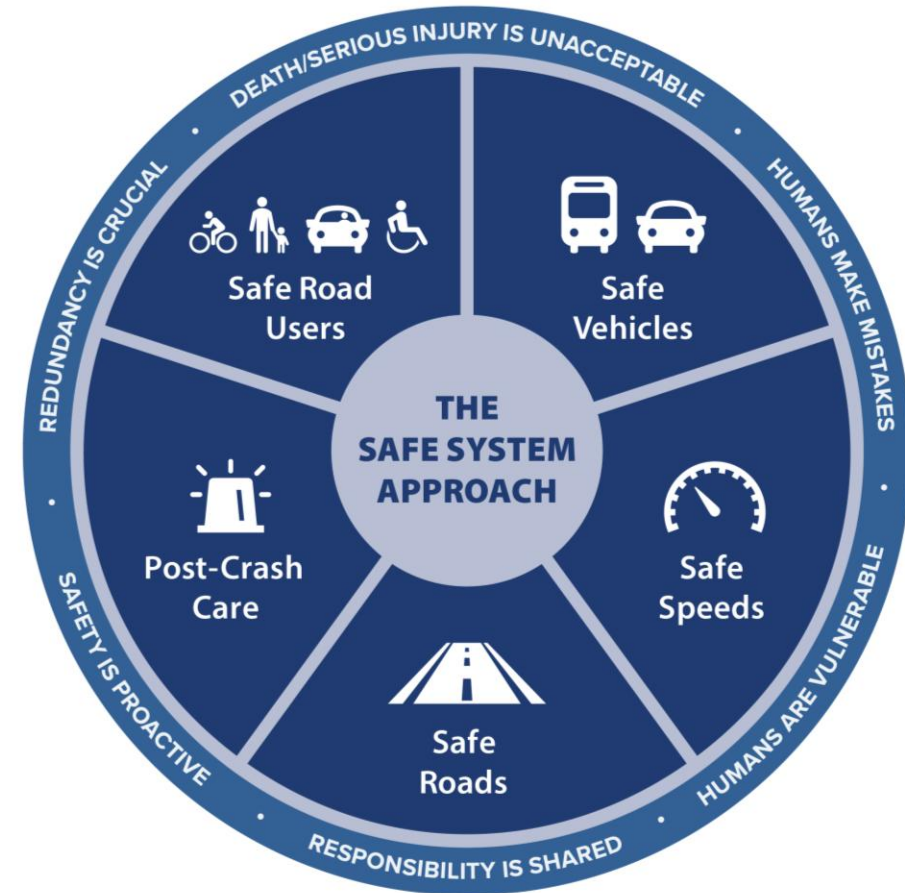 DEATH/SERIOUS INJURY IS UNACCEPTABLE
HUMANS MAKE MISTAKES
HUMANS ARE VULNERABLE
RESPONSIBILITY IS SHARED
SAFETY IS PROACTIVE
REDUNDANCY IS CRUCIAL
Safe Road
Users
Safe
Vehicles
THE
SAFE SYSTEM
APPROACH
Post-Crash
Care
Safe
Speeds
Safe
Roads